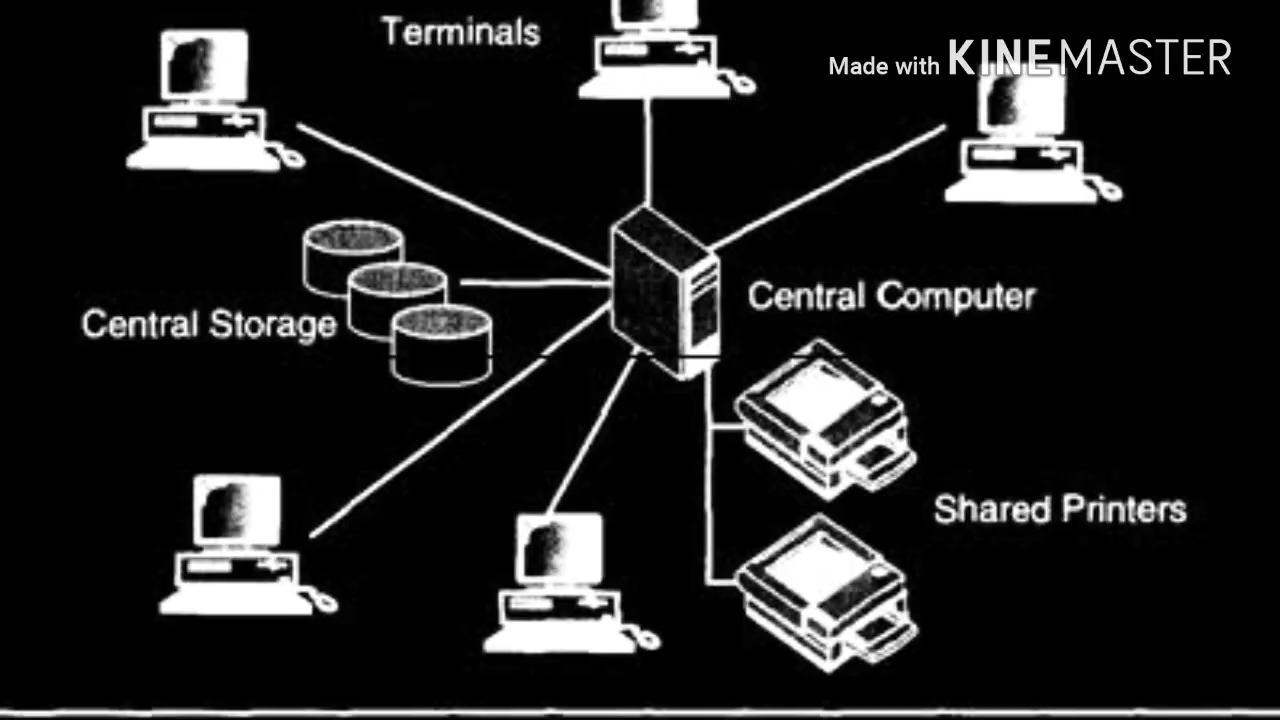 Terminals
Made with KINEMASTER
Central Computer
Central Storage
Shared Printers